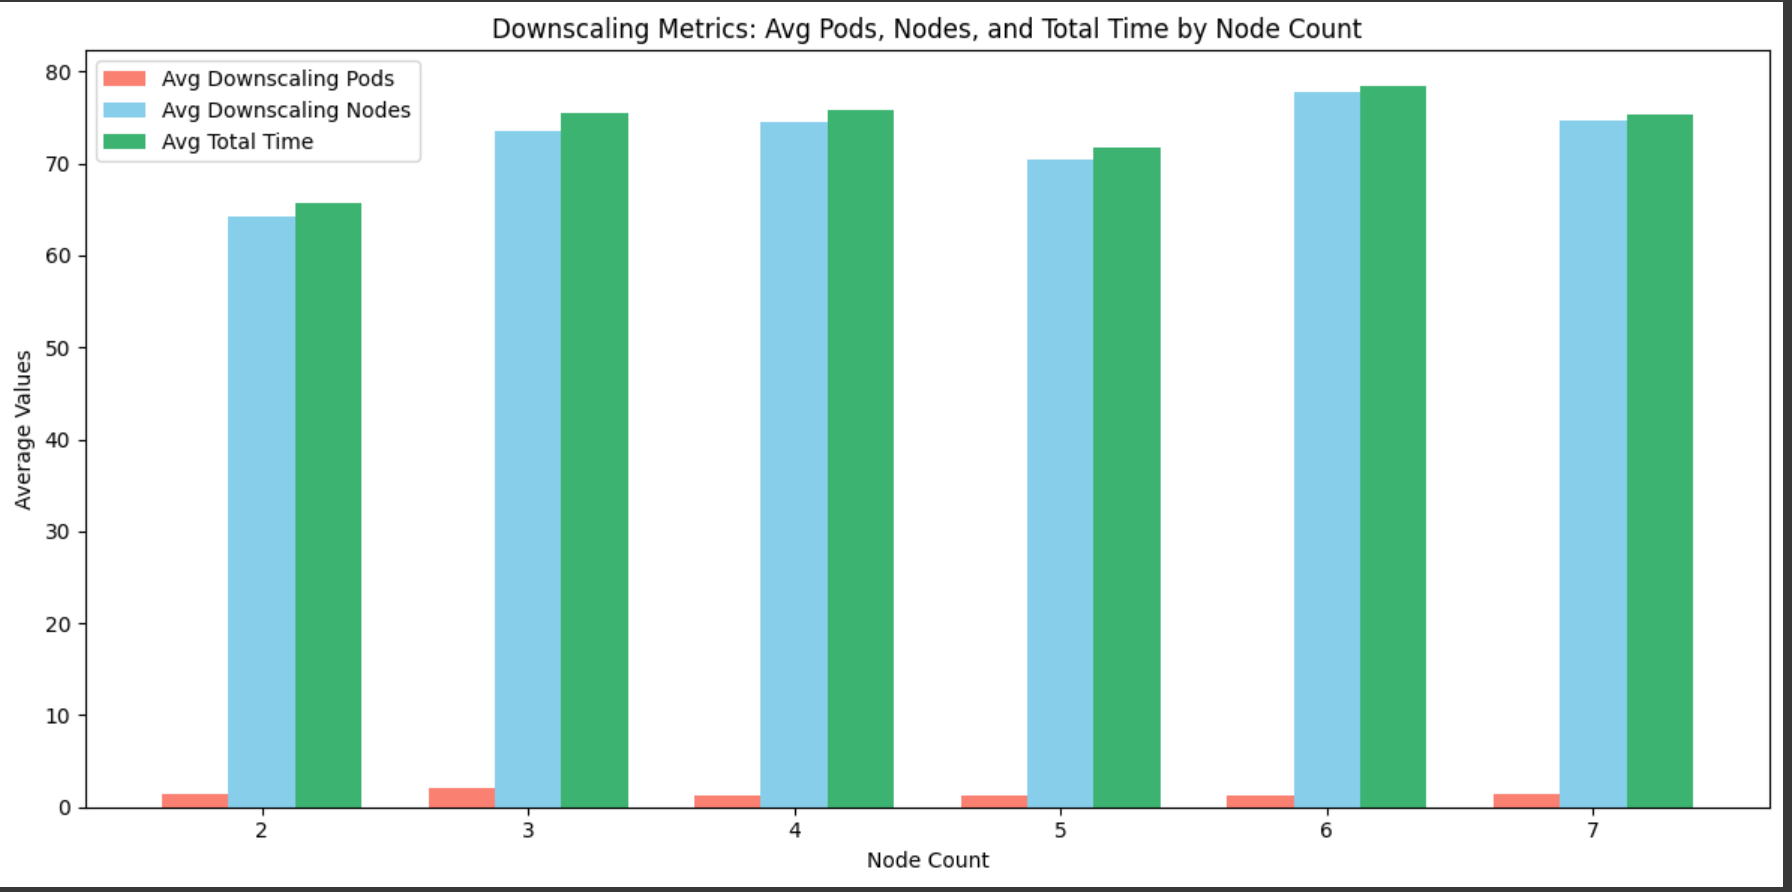 Downscaling Metrics: Avg Pods, Nodes, and Total Time by Node Count
Avg Downscaling Pods
Avg Downscaling Nodes
Avg Total Time
80
70
60
50
40
30
20
10
0
Average Values
2 3 4 5 6 7
Node Count